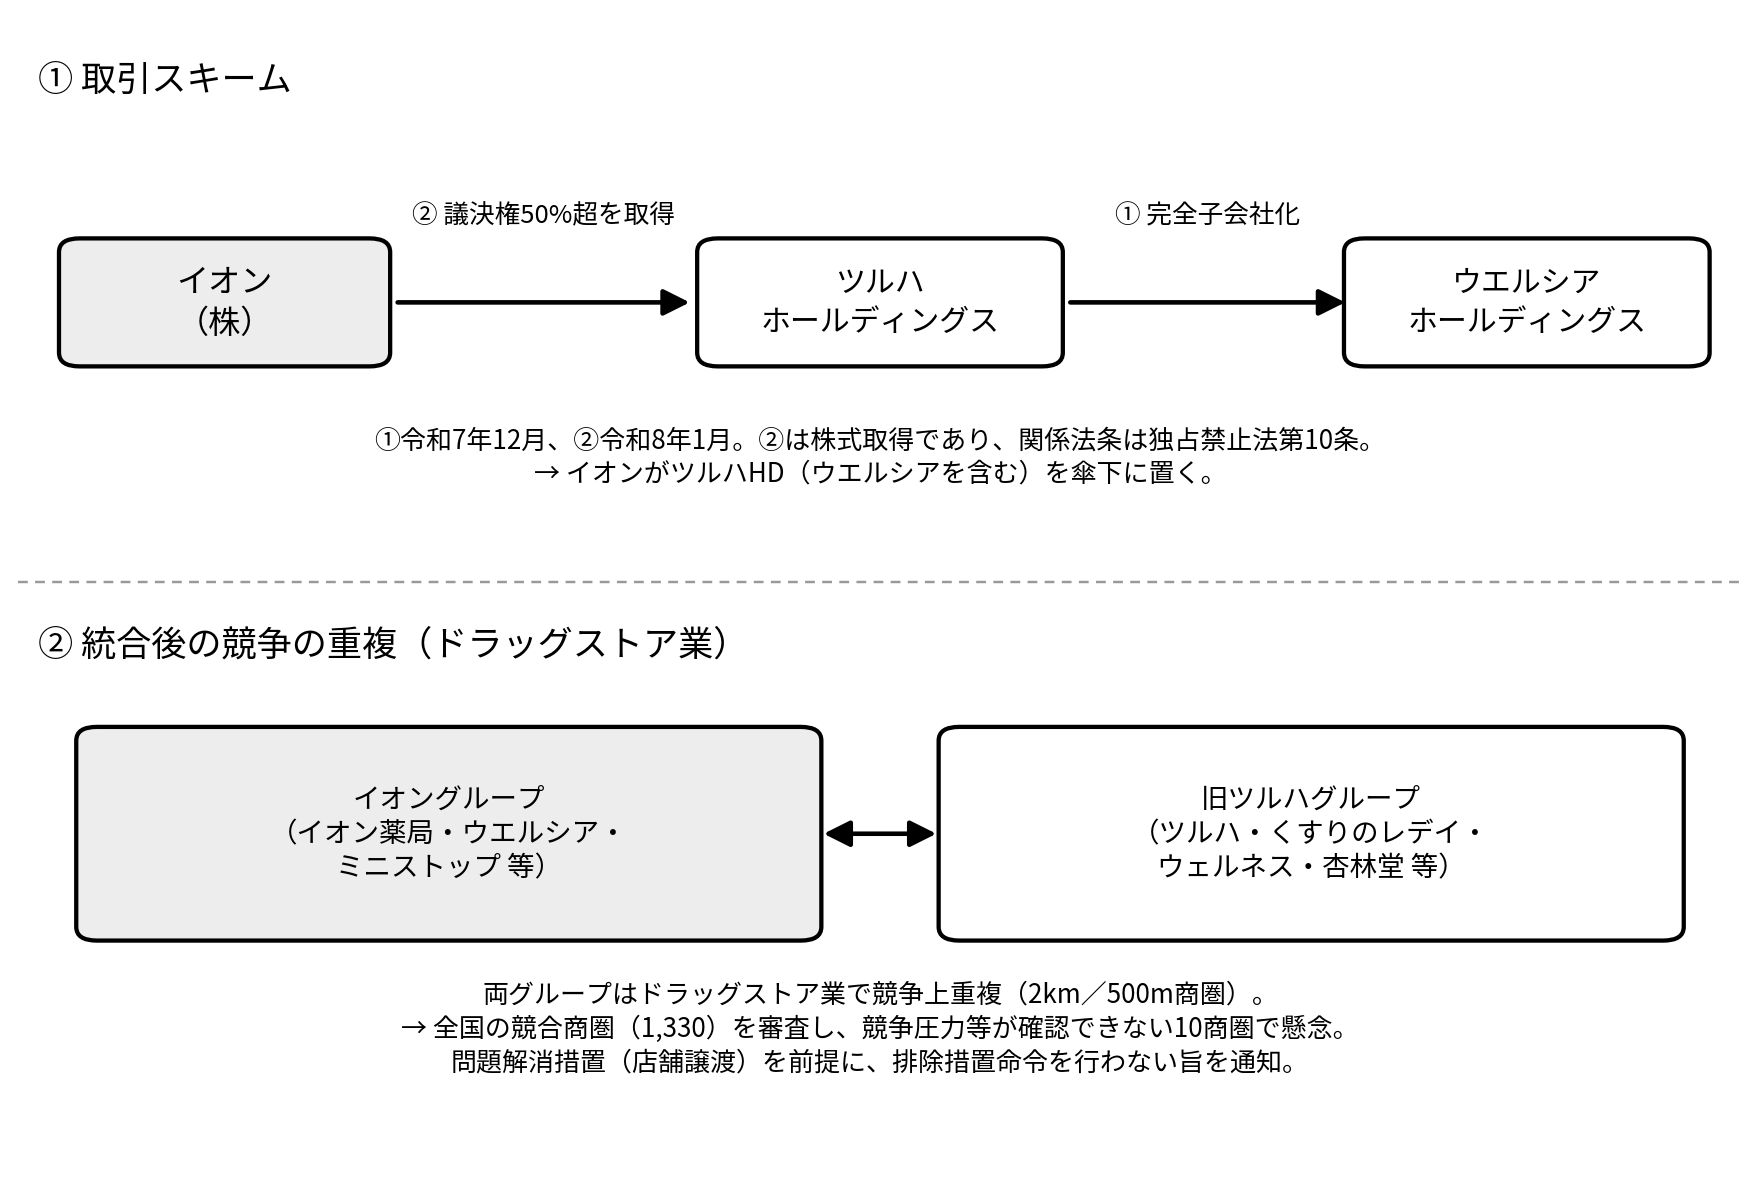 ① 取引スキーム
② 議決権50%超を取得
① 完全子会社化
イオン
（株）
ツルハ
ホールディングス
ウエルシア
ホールディングス
①令和7年12月、②令和8年1月。②は株式取得であり、関係法条は独占禁止法第10条。
→ イオンがツルハHD（ウエルシアを含む）を傘下に置く。
② 統合後の競争の重複（ドラッグストア業）
イオングループ
（イオン薬局・ウエルシア・
ミニストップ 等）
旧ツルハグループ
（ツルハ・くすりのレデイ・
ウェルネス・杏林堂 等）
両グループはドラッグストア業で競争上重複（2km／500m商圏）。
→ 全国の競合商圏（1,330）を審査し、競争圧力等が確認できない10商圏で懸念。
問題解消措置（店舗譲渡）を前提に、排除措置命令を行わない旨を通知。